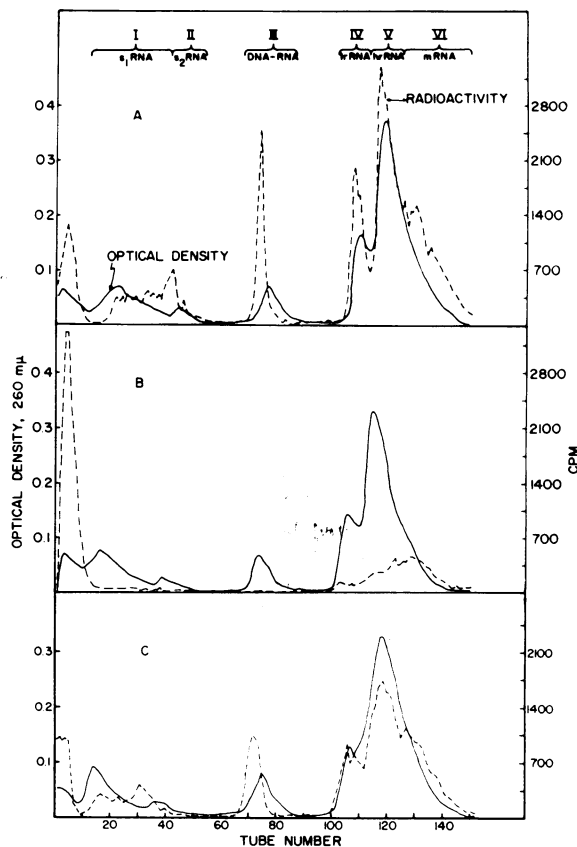 I II III IV V VI
s₁RNA s₂RNA DNA-RNA lrRNA hrRNA mRNA
0.4 A RADIOACTIVITY 2800
0.3 2100
0.2 1400
OPTICAL DENSITY
0.1 700
0.4 B 2800
0.3 2100
0.2 1400
0.1 700
OPTICAL DENSITY, 260 mµ
CPM
C
0.3 2100
0.2 1400
0.1 700
20 40 60 80 100 120 140
TUBE NUMBER